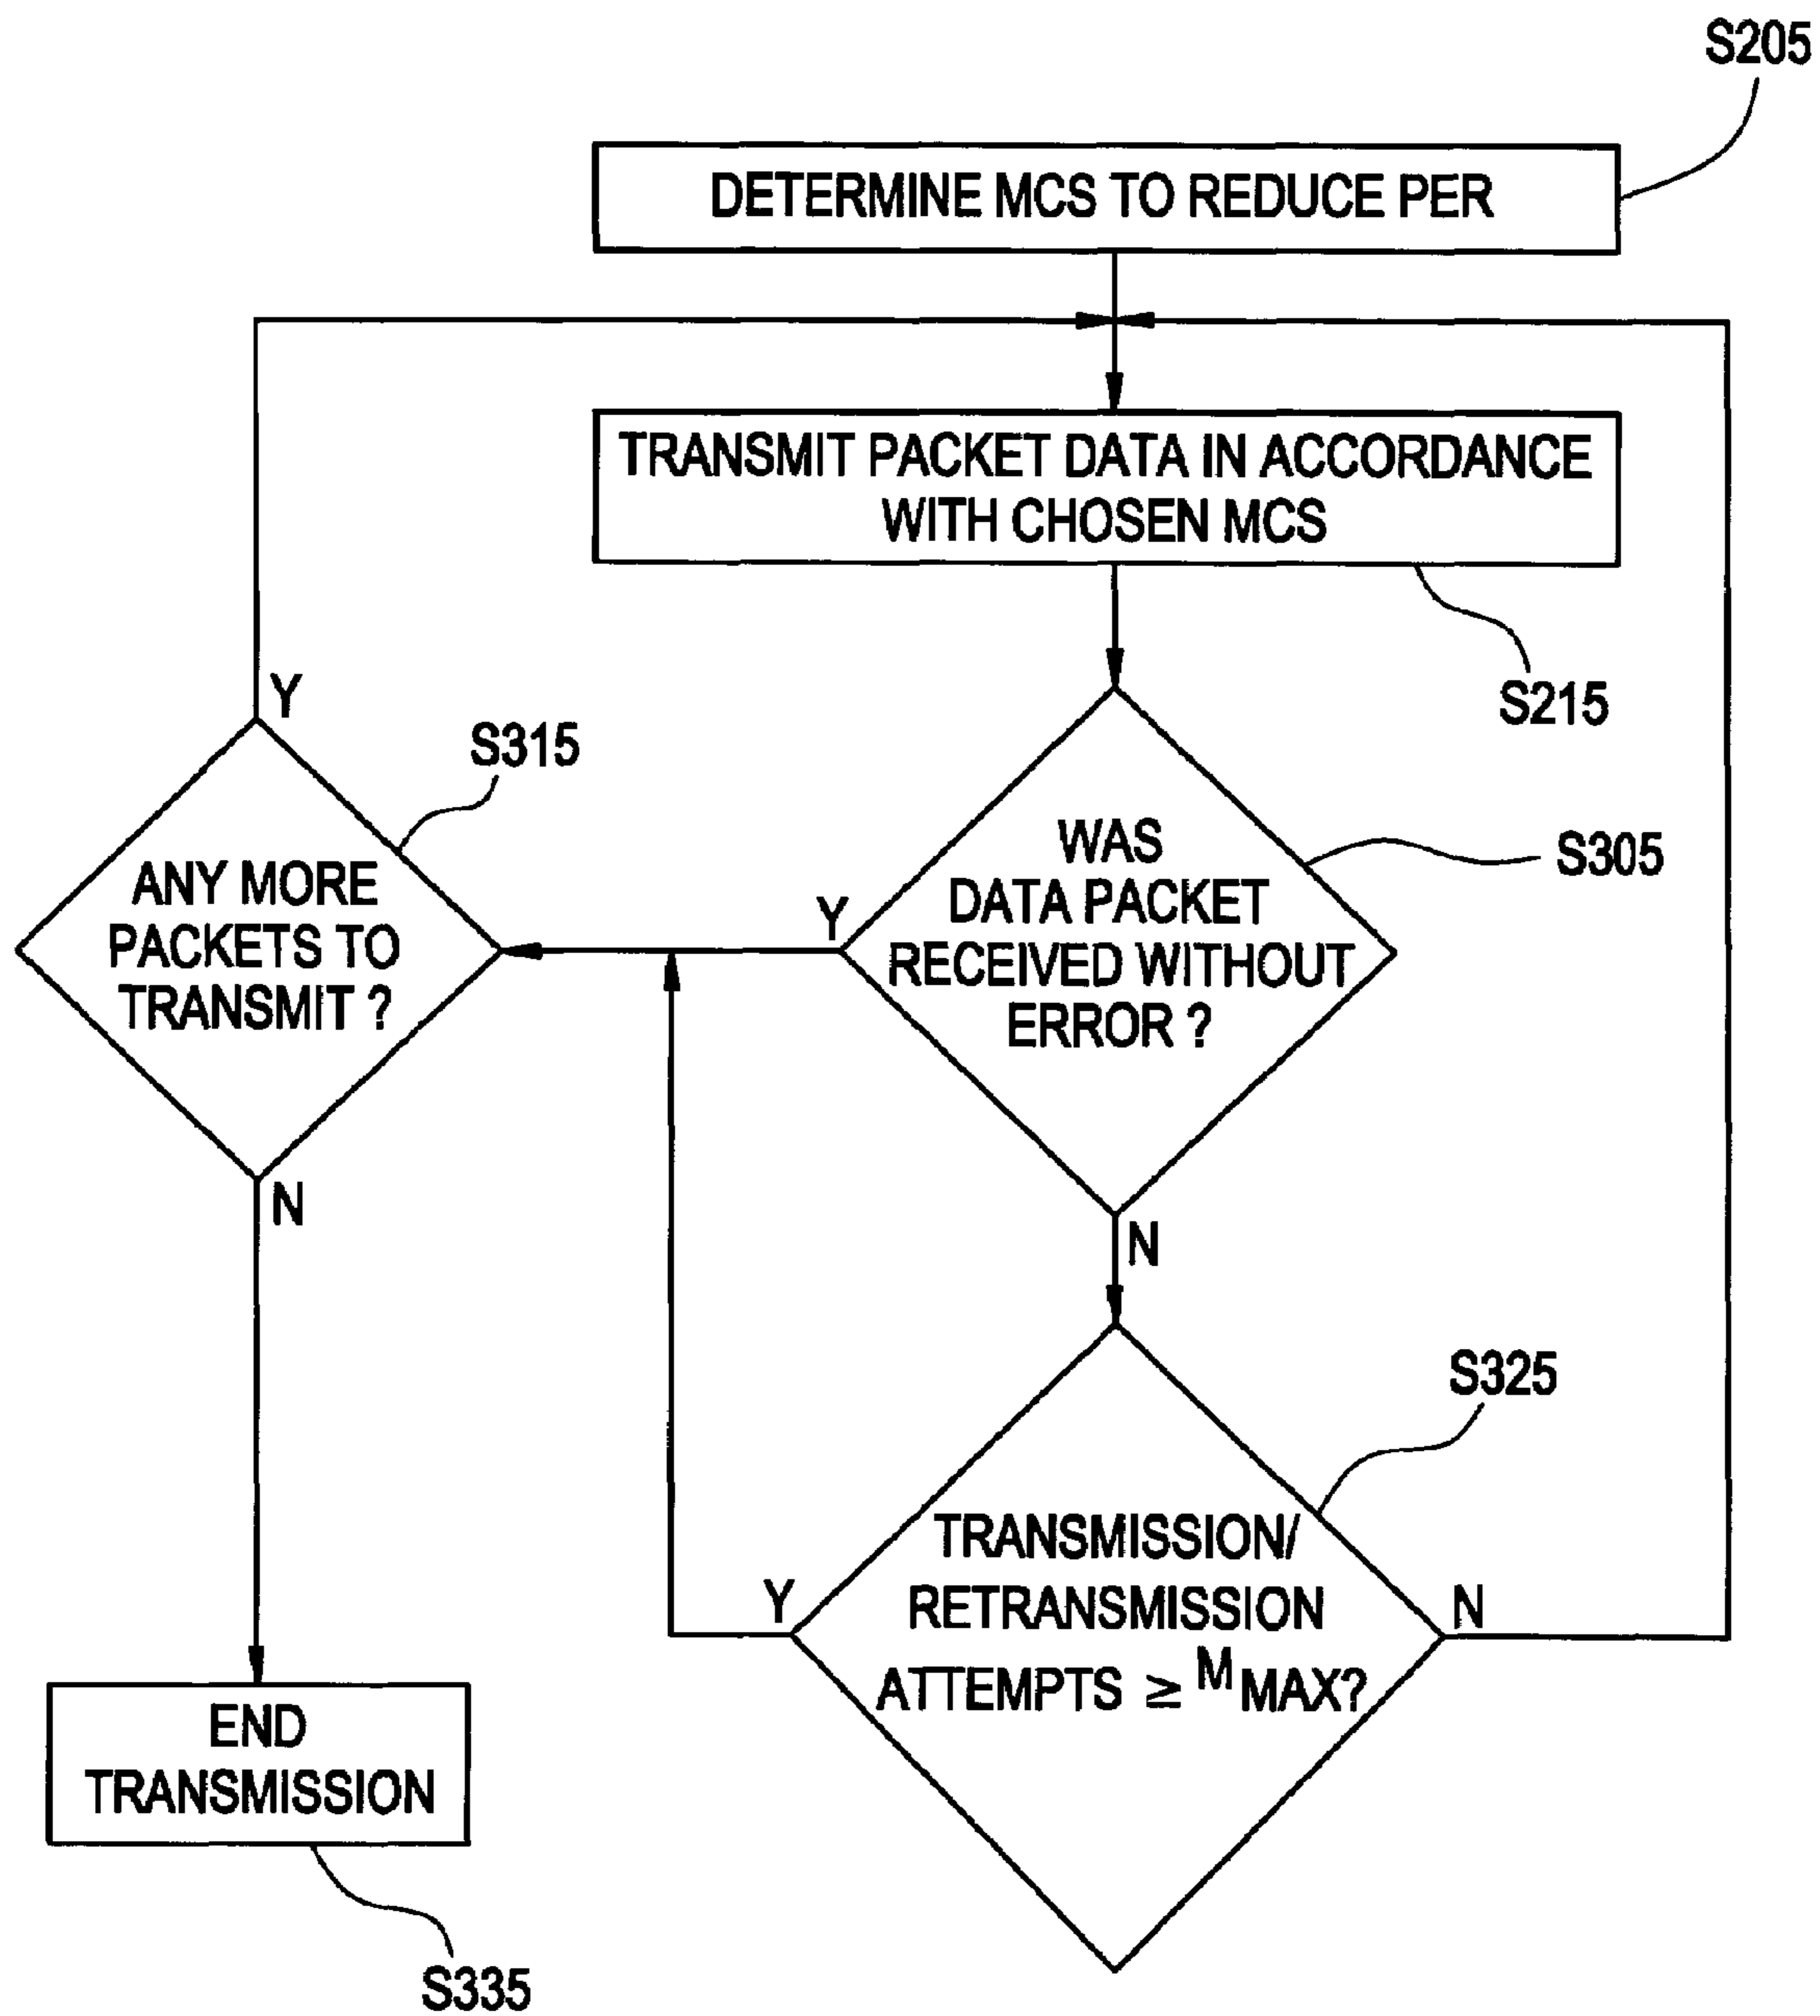 S205
DETERMINE MCS TO REDUCE PER
TRANSMIT PACKET DATA IN ACCORDANCE
WITH CHOSEN MCS
S215
Y
S315
ANY MORE
PACKETS TO
TRANSMIT ?
N
WAS
DATA PACKET
RECEIVED WITHOUT
ERROR ?
S305
Y
N
S325
TRANSMISSION/
RETRANSMISSION
ATTEMPTS ≥ M MAX?
Y
N
END
TRANSMISSION
S335